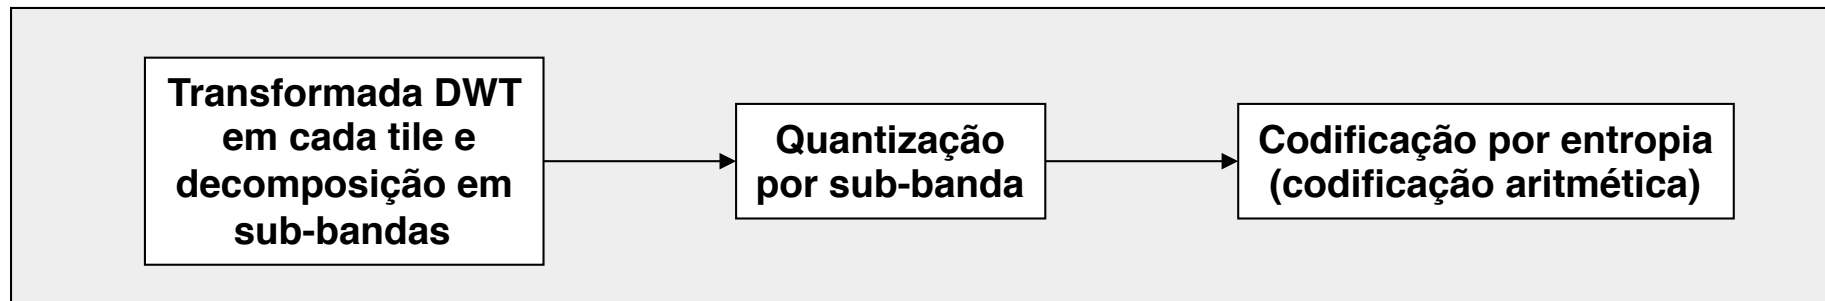 Transformada DWT
em cada tile e
decomposição em
sub-bandas
Quantização
por sub-banda
Codificação por entropia
(codificação aritmética)